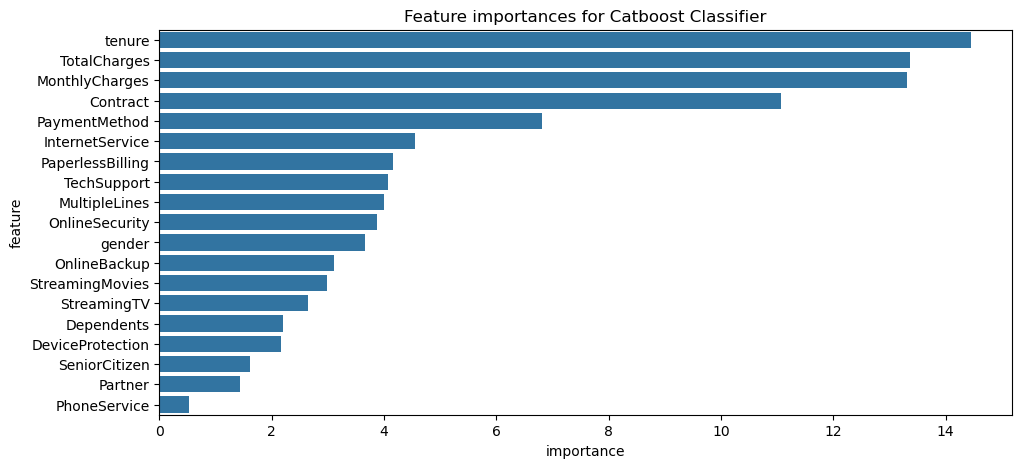 Feature importances for Catboost Classifier
feature
tenure
TotalCharges
MonthlyCharges
Contract
PaymentMethod
InternetService
PaperlessBilling
TechSupport
MultipleLines
OnlineSecurity
gender
OnlineBackup
StreamingMovies
StreamingTV
Dependents
DeviceProtection
SeniorCitizen
Partner
PhoneService
0 2 4 6 8 10 12 14
importance